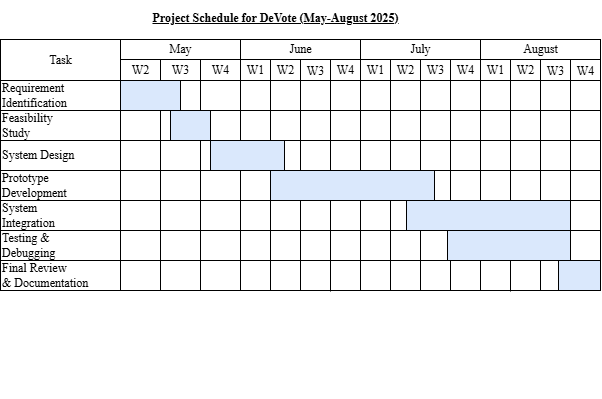 Project Schedule for DeVote (May-August 2025)
Task
May
June
July
August
W2 W3 W4 W1 W2 W3 W4 W1 W2 W3 W4 W1 W2 W3 W4
Requirement
Identification
Feasibility
Study
System Design
Prototype
Development
System
Integration
Testing &
Debugging
Final Review
& Documentation